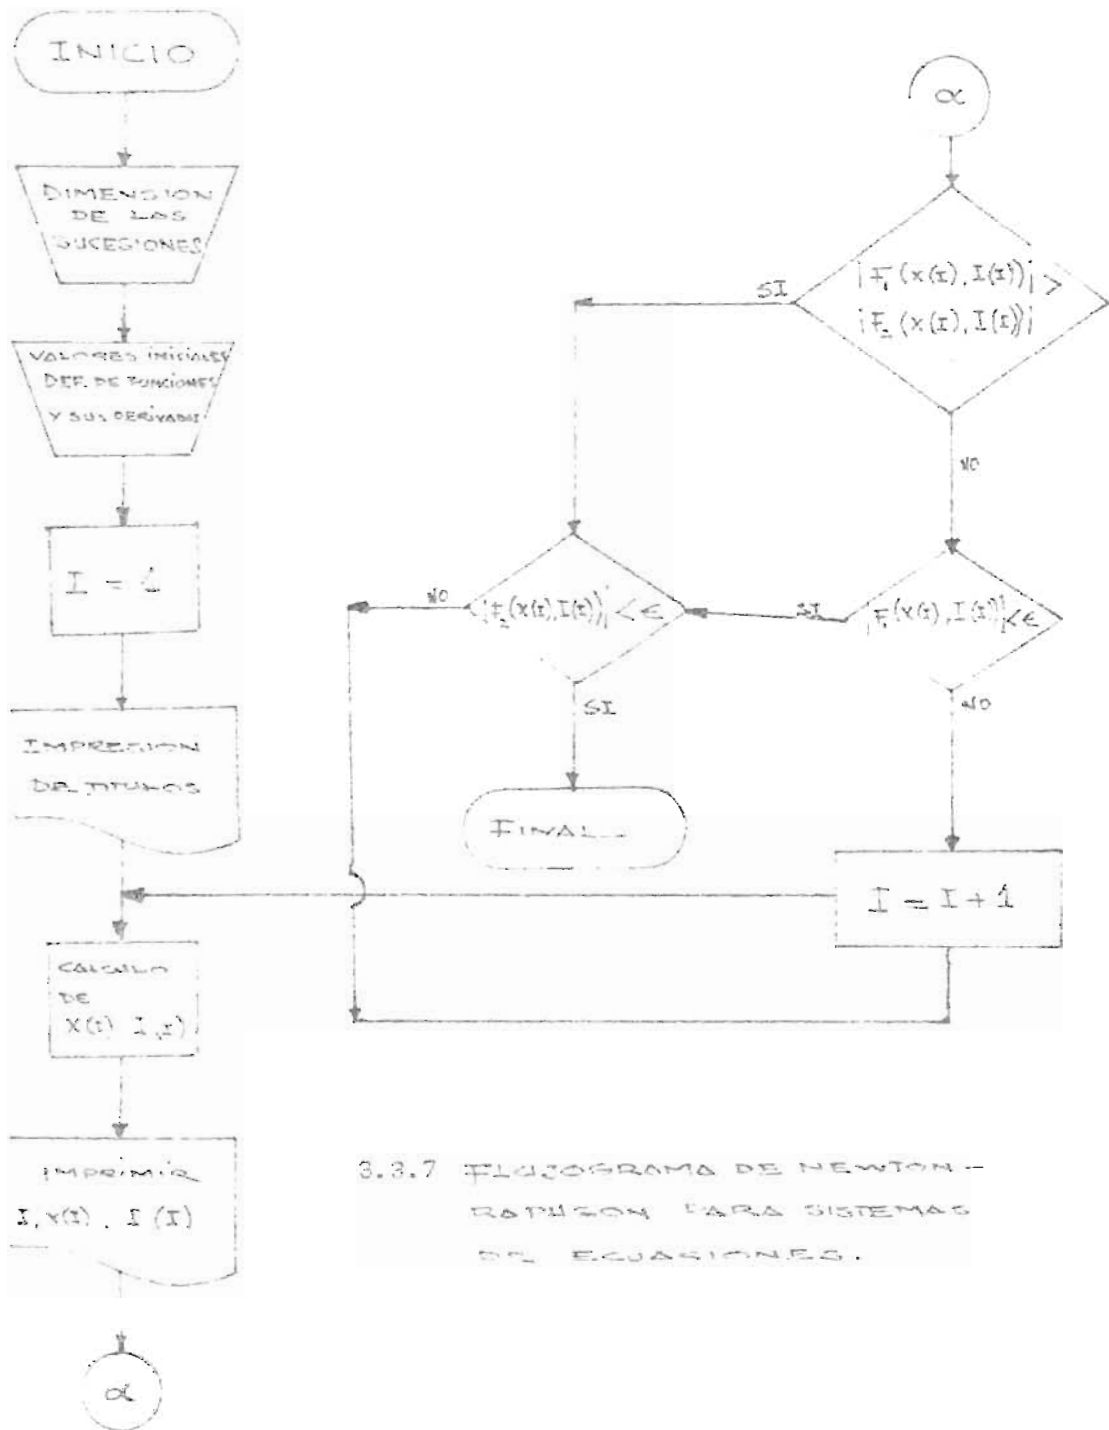 INICIO
DIMENSION
DE LAS
SUCESIONES
VALORES INICIALES
DEF. DE FUNCIONES
Y SUS DERIVADAS
I = 1
IMPRESION
DE TITULOS
CALCULO
DE
X(I) I(I)
IMPRIMIR
I, X(I), I(I)
α
α
|F₁(X(I), I(I))| >
|F₂(X(I), I(I))|
SI
NO
|F₁(X(I), I(I))| < ε
SI
NO
|F₂(X(I), I(I))| < ε
NO
SI
FINAL
I = I + 1
3.3.7 FLUJOGRAMA DE NEWTON-
RAPHSON PARA SISTEMAS
DE ECUACIONES.